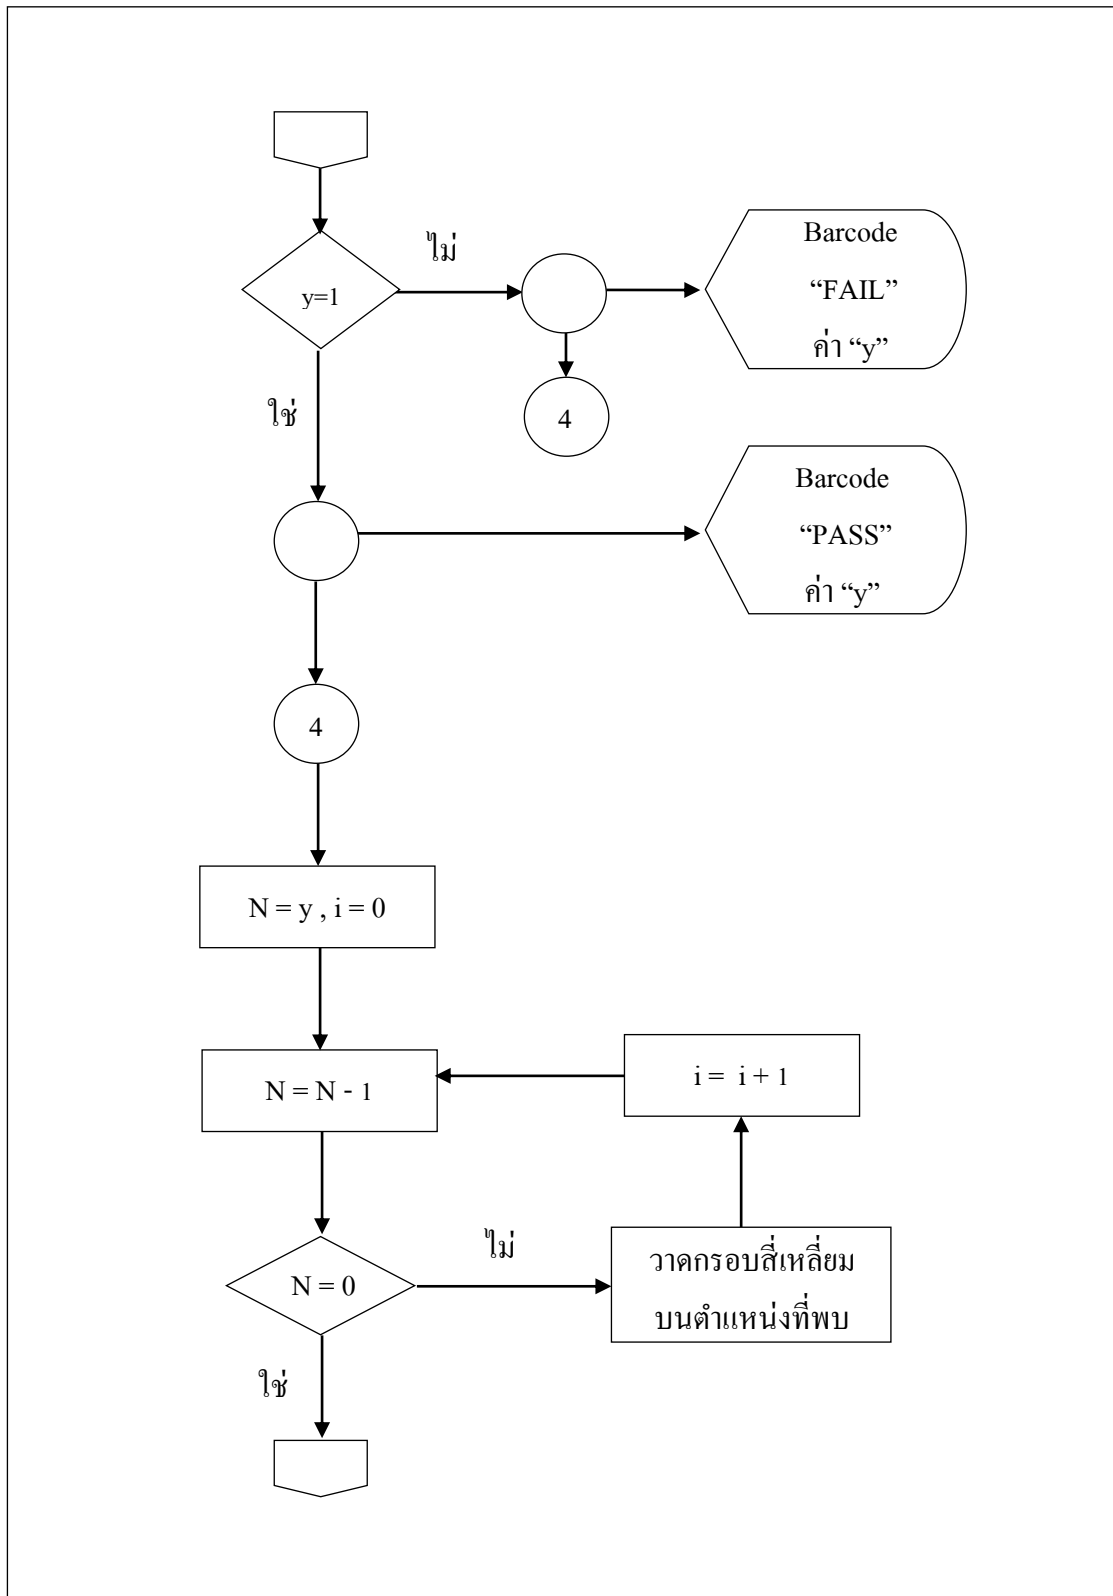 ไม่
Barcode
“FAIL”
ค่า “y”
y=1
4
ใช่
Barcode
“PASS”
ค่า “y”
4
N = y , i = 0
N = N - 1
i = i + 1
N = 0
ไม่
วาดกรอบสี่เหลี่ยม
บนตำแหน่งที่พบ
ใช่